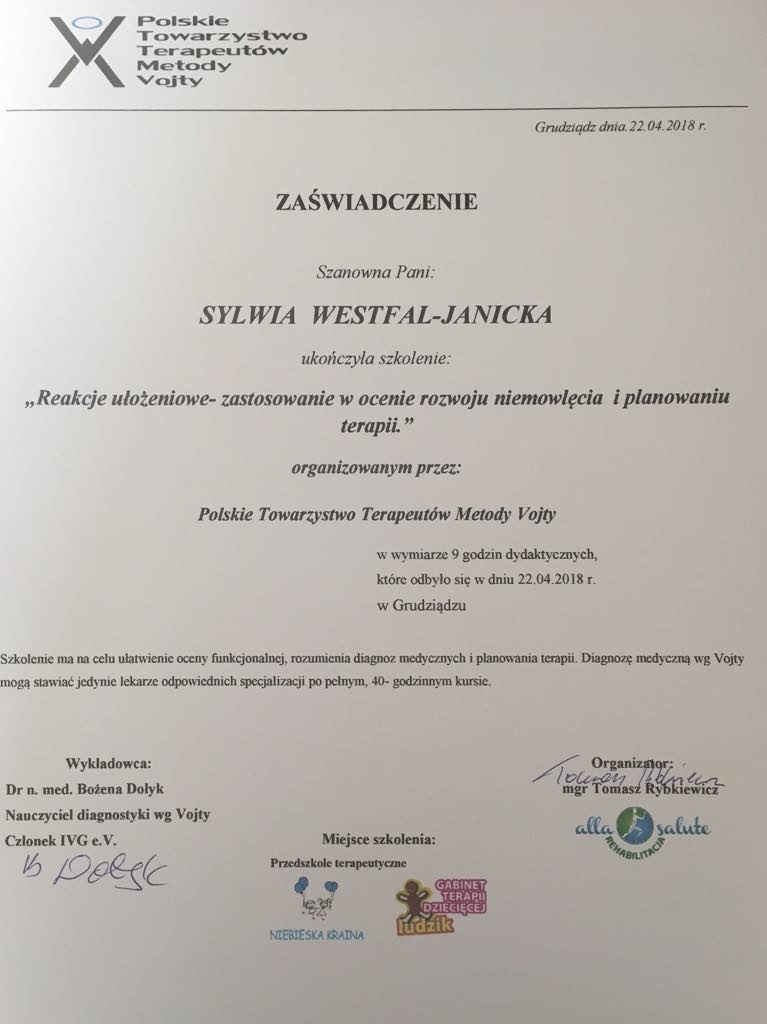 Polskie
Towarzystwo
Terapeutów
Metody
Vojty
Grudziądz dnia.22.04.2018 r.
ZAŚWIADCZENIE
Szanowna Pani:
SYLWIA WESTFAL-JANICKA
ukończyła szkolenie:
„Reakcje ułożeniowe- zastosowanie w ocenie rozwoju niemowlęcia i planowaniu
terapii.”
organizowanym przez:
Polskie Towarzystwo Terapeutów Metody Vojty
w wymiarze 9 godzin dydaktycznych,
które odbyło się w dniu 22.04.2018 r.
w Grudziądzu
Szkolenie ma na celu ułatwienie oceny funkcjonalnej, rozumienia diagnoz medycznych i planowania terapii. Diagnozę medyczną wg Vojty
mogą stawiać jedynie lekarze odpowiednich specjalizacji po pełnym, 40- godzinnym kursie.
Wykładowca:
Dr n. med. Bożena Dołyk
Nauczyciel diagnostyki wg Vojty
Członek IVG e.V.
B Dołyk
Miejsce szkolenia:
Przedszkole terapeutyczne
NIEBIESKA KRAINA
GABINET
TERAPII
DZIECIĘCEJ
ludzik
Organizator:
mgr Tomasz Rybkiewicz
alla salute
REHABILITACJA